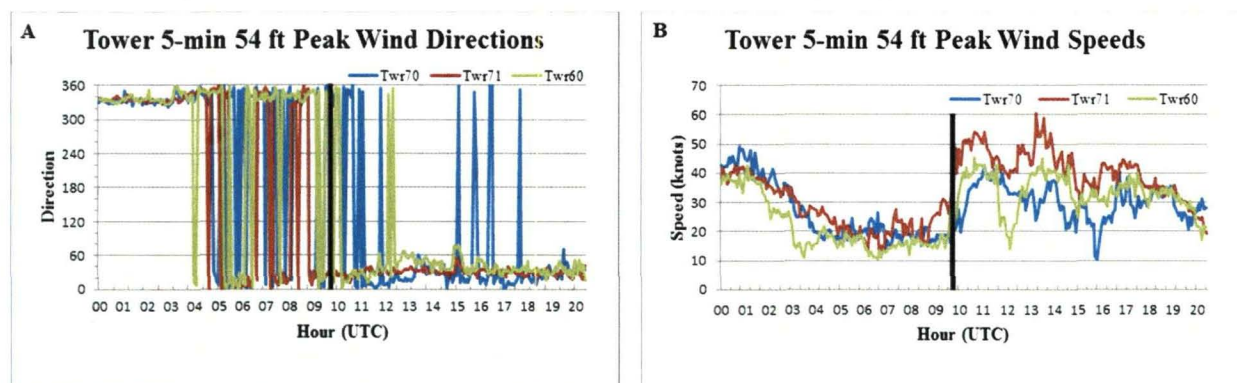 A
Tower 5-min 54 ft Peak Wind Directions
Twr70 Twr71 Twr60
360
300
240
180
120
60
0
Direction
00 01 02 03 04 05 06 07 08 09 10 11 12 13 14 15 16 17 18 19 20
Hour (UTC)
B
Tower 5-min 54 ft Peak Wind Speeds
Twr70 Twr71 Twr60
70
60
50
40
30
20
10
0
Speed (knots)
00 01 02 03 04 05 06 07 08 09 10 11 12 13 14 15 16 17 18 19 20
Hour (UTC)